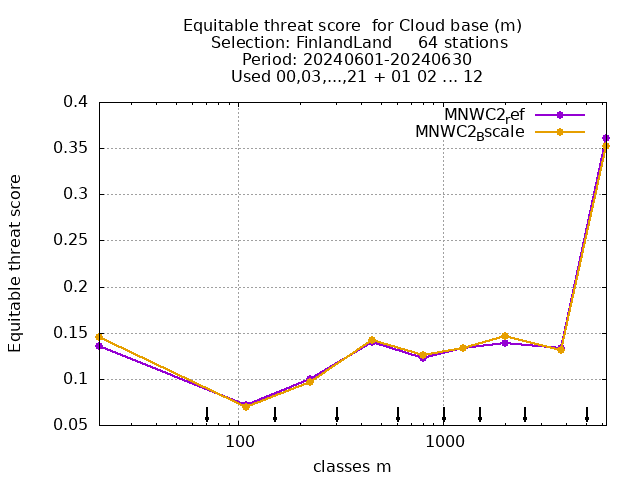 Equitable threat score for Cloud base (m)
Selection: FinlandLand 64 stations
Period: 20240601-20240630
Used 00,03,...,21 + 01 02 ... 12
MNWC2ref
MNWC2Bscale
0.4
0.35
0.3
0.25
0.2
0.15
0.1
0.05
Equitable threat score
100 1000
classes m